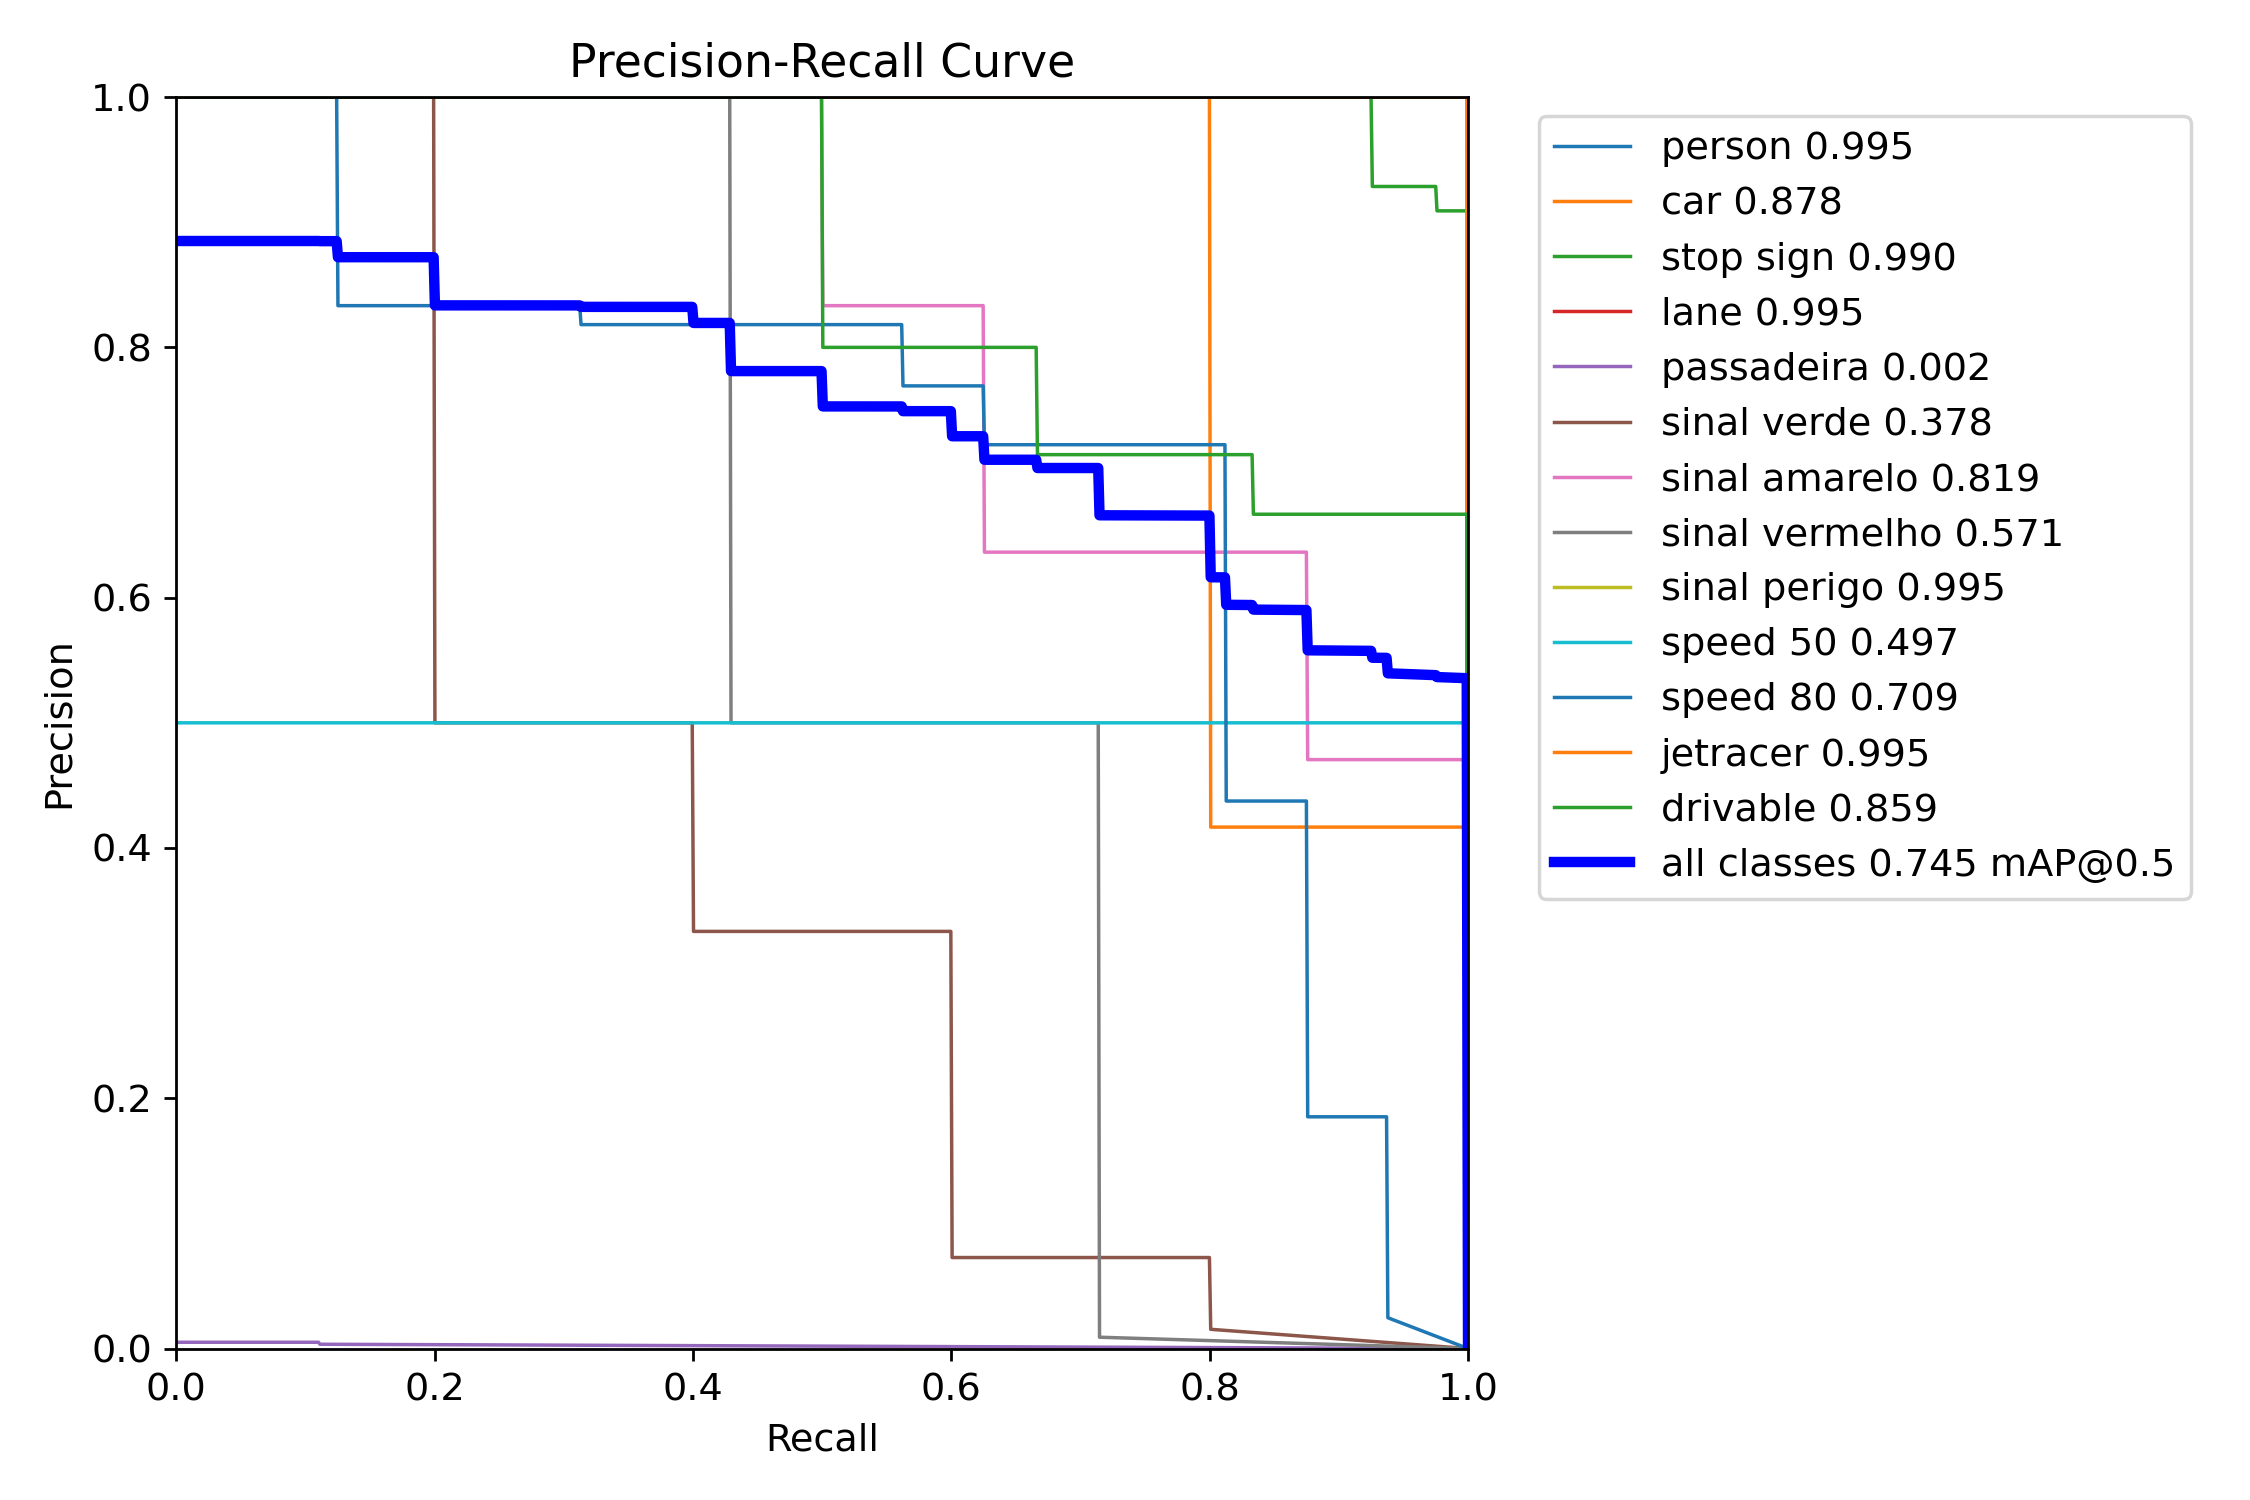 Precision-Recall Curve
1.0
0.8
0.6
0.4
0.2
0.0
Precision
0.0 0.2 0.4 0.6 0.8 1.0
Recall
person 0.995
car 0.878
stop sign 0.990
lane 0.995
passadeira 0.002
sinal verde 0.378
sinal amarelo 0.819
sinal vermelho 0.571
sinal perigo 0.995
speed 50 0.497
speed 80 0.709
jetracer 0.995
drivable 0.859
all classes 0.745 mAP@0.5